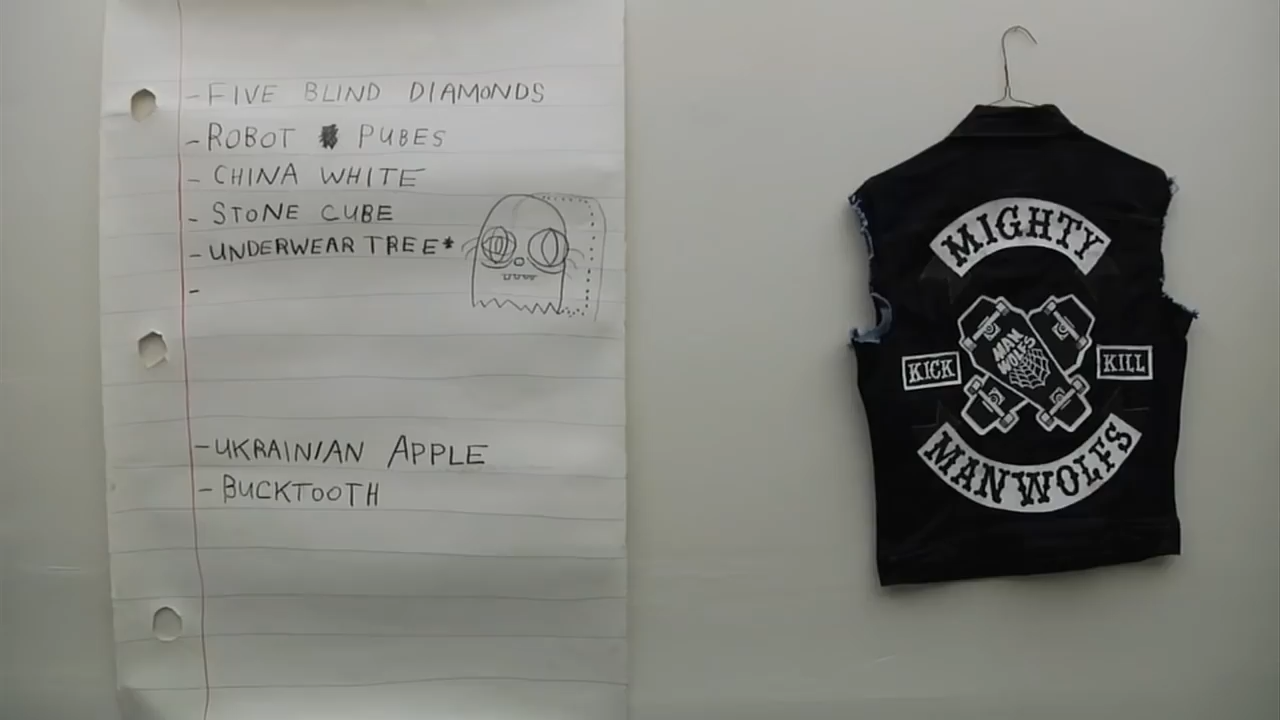 - FIVE BLIND DIAMONDS
- ROBOT PUBES
- CHINA WHITE
- STONE CUBE
- UNDERWEAR TREE*
-
- UKRAINIAN APPLE
- BUCKTOOTH
MIGHTY
MAN
WOLFS
KICK
KILL
MANWOLFS